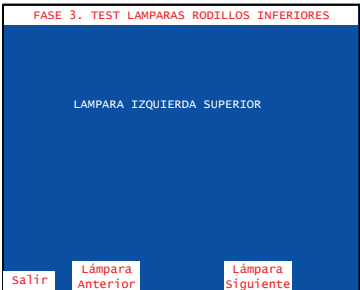 FASE 3. TEST LAMPARAS RODILLOS INFERIORES
LAMPARA IZQUIERDA SUPERIOR
Salir
Lámpara
Anterior
Lámpara
Siguiente